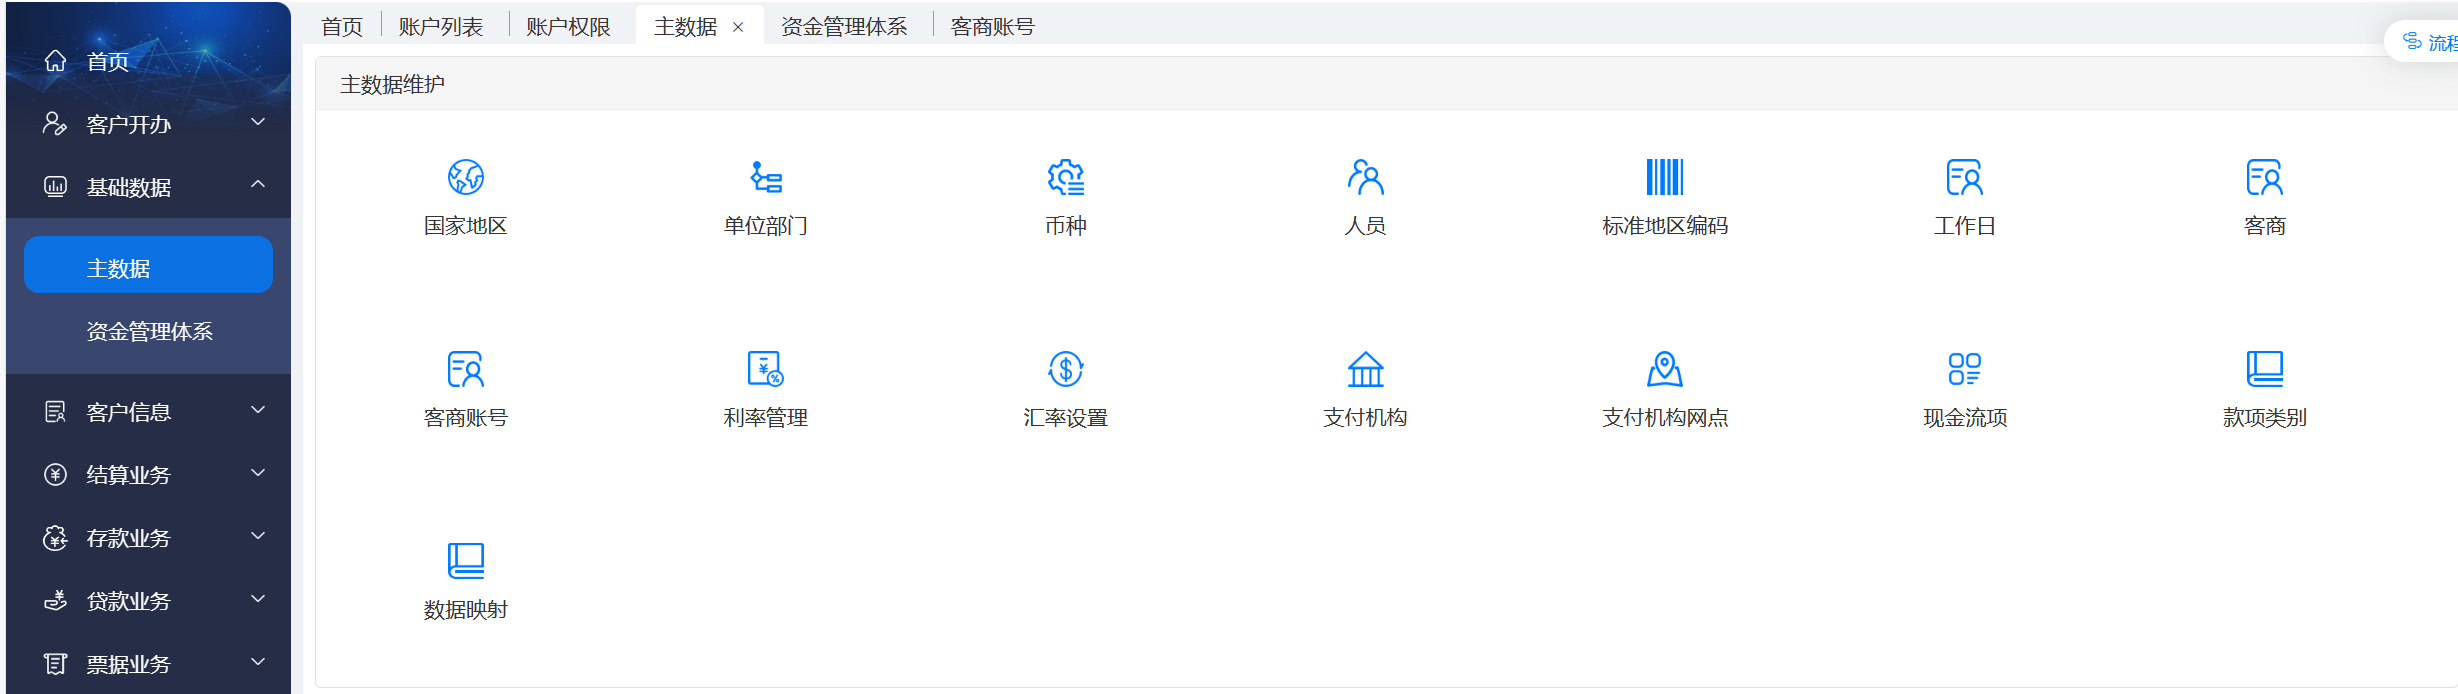 首页
客户开办
基础数据
主数据
资金管理体系
客户信息
结算业务
存款业务
贷款业务
票据业务
首页 账户列表 账户权限 主数据 × 资金管理体系 客商账号
流程
主数据维护
国家地区 单位部门 币种 人员 标准地区编码 工作日 客商
客商账号 利率管理 汇率设置 支付机构 支付机构网点 现金流项 款项类别
数据映射